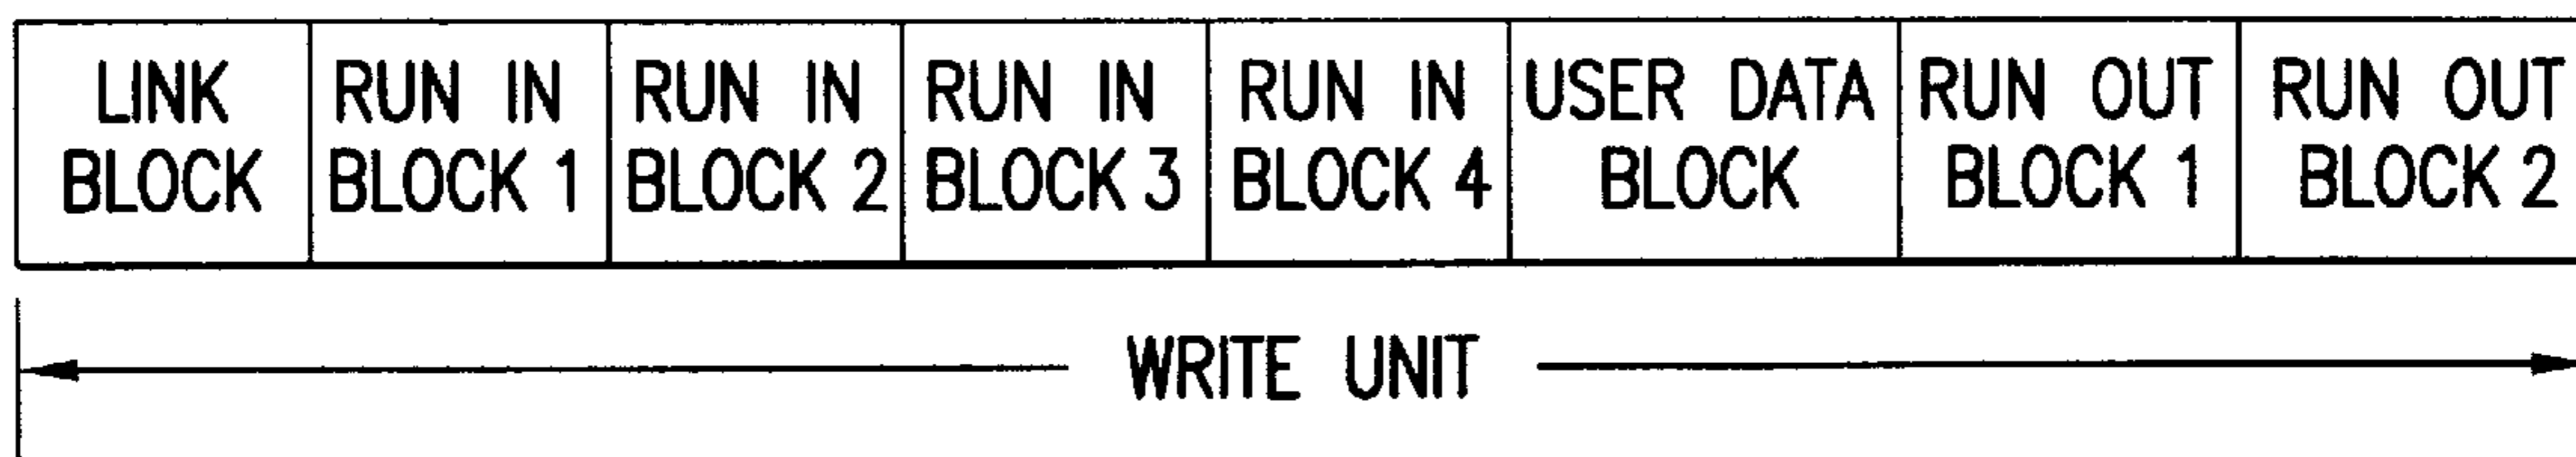 LINK RUN IN RUN IN RUN IN RUN IN USER DATA RUN OUT RUN OUT
BLOCK BLOCK 1 BLOCK 2 BLOCK 3 BLOCK 4 BLOCK BLOCK 1 BLOCK 2
WRITE UNIT